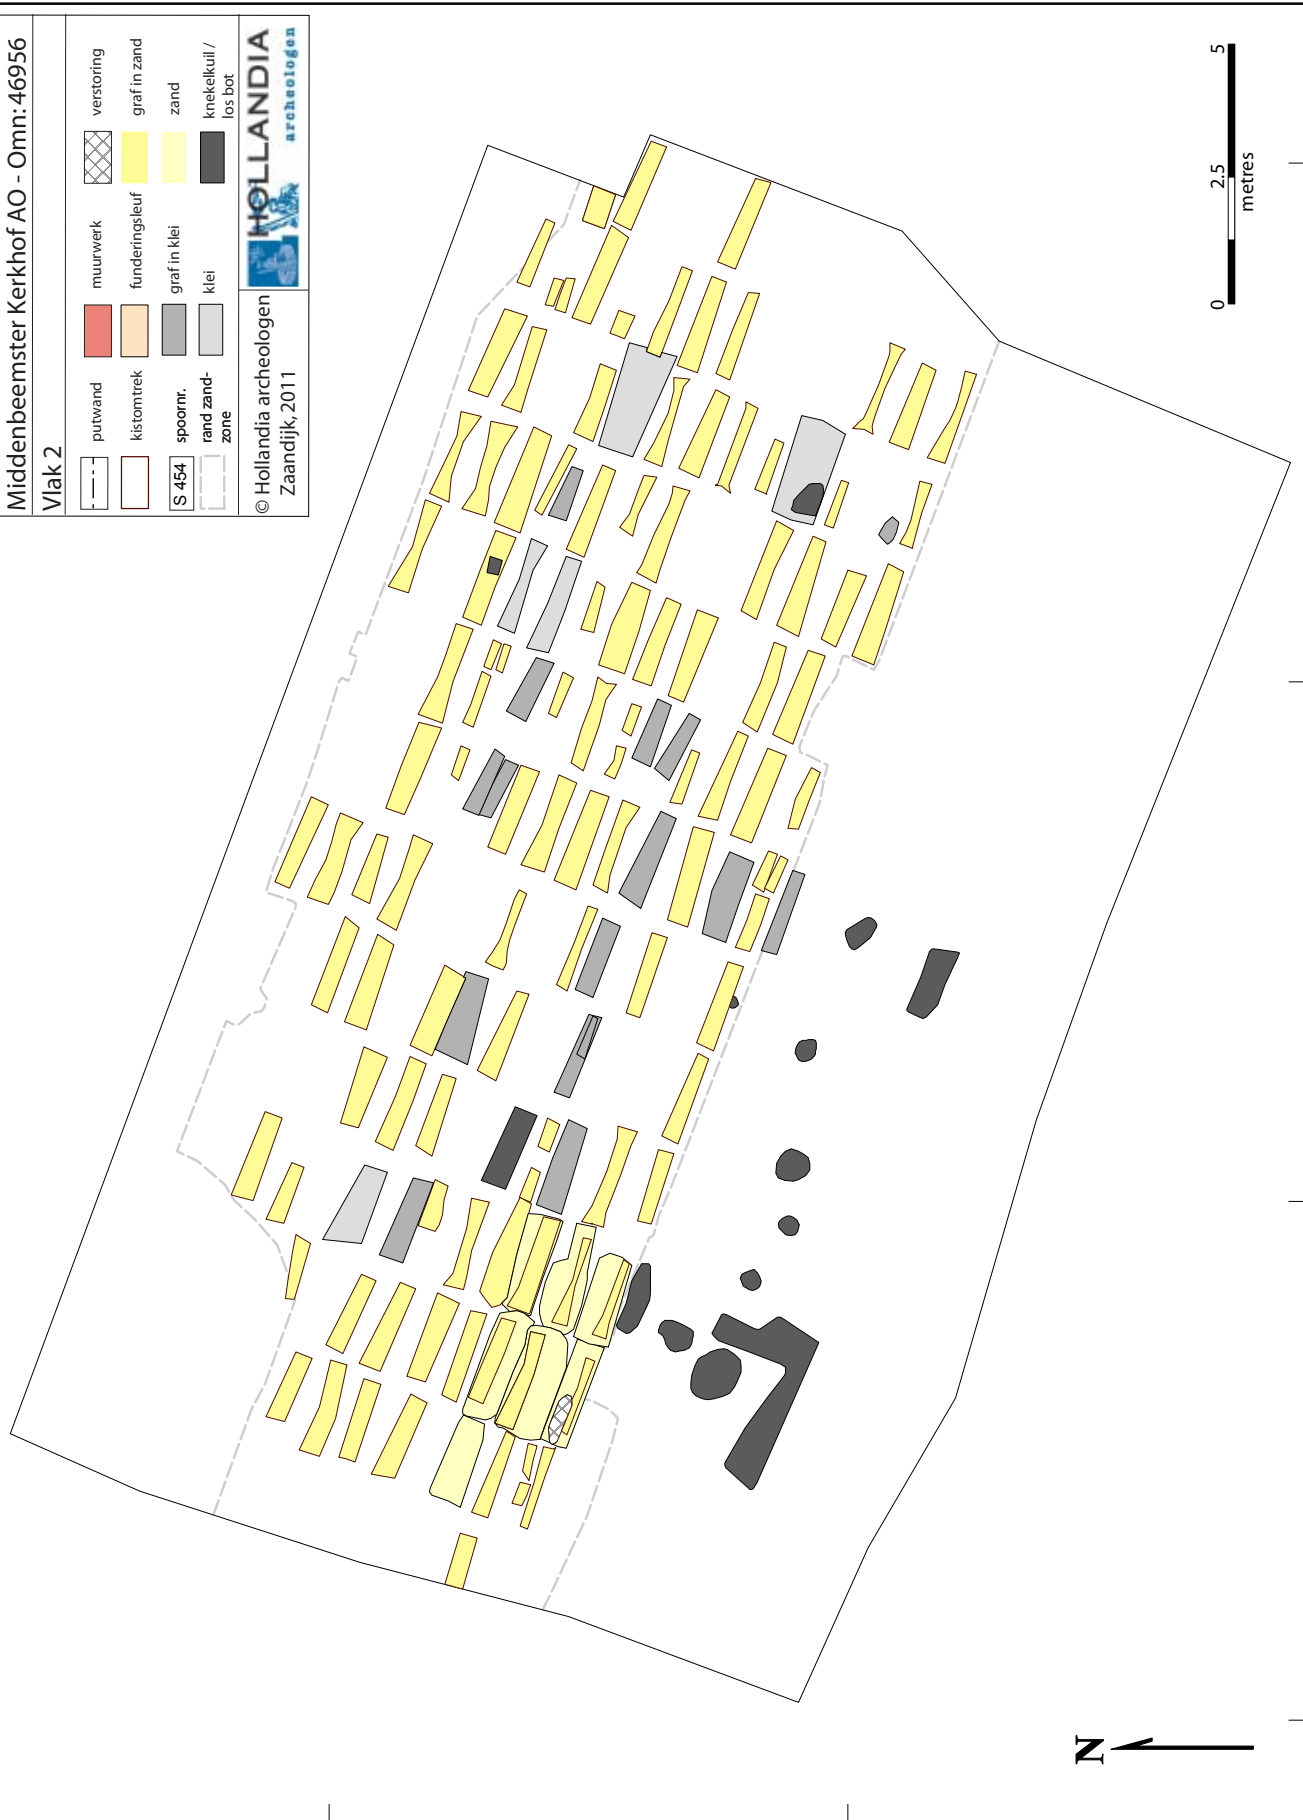 Middenbeemster Kerkhof AO - Omn:46956
Vlak 2
putwand
muurwerk
verstoring
kistomtrek
funderingsleuf
graf in zand
S 454
spoornr.
graf in klei
zand
rand zand-
zone
klei
knekelkuil /
los bot
© Hollandia archeologen
Zaandijk, 2011
HOLLANDIA
archeologen
0
2.5
5
metres
N